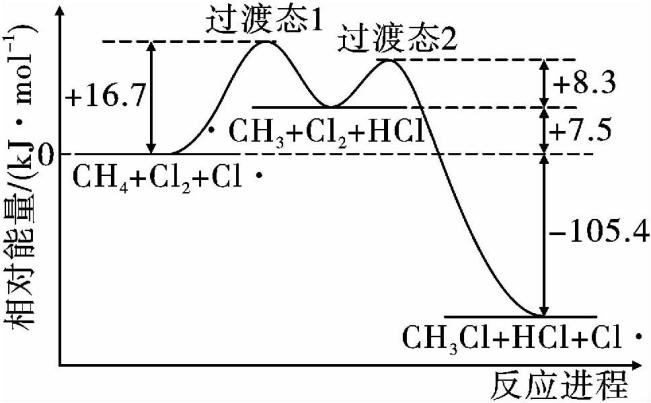 过渡态1
过渡态2
+16.7
+8.3
·CH₃+Cl₂+HCl
+7.5
0
CH₄+Cl₂+Cl·
-105.4
CH₃Cl+HCl+Cl·
相对能量/(kJ·mol⁻¹)
反应进程